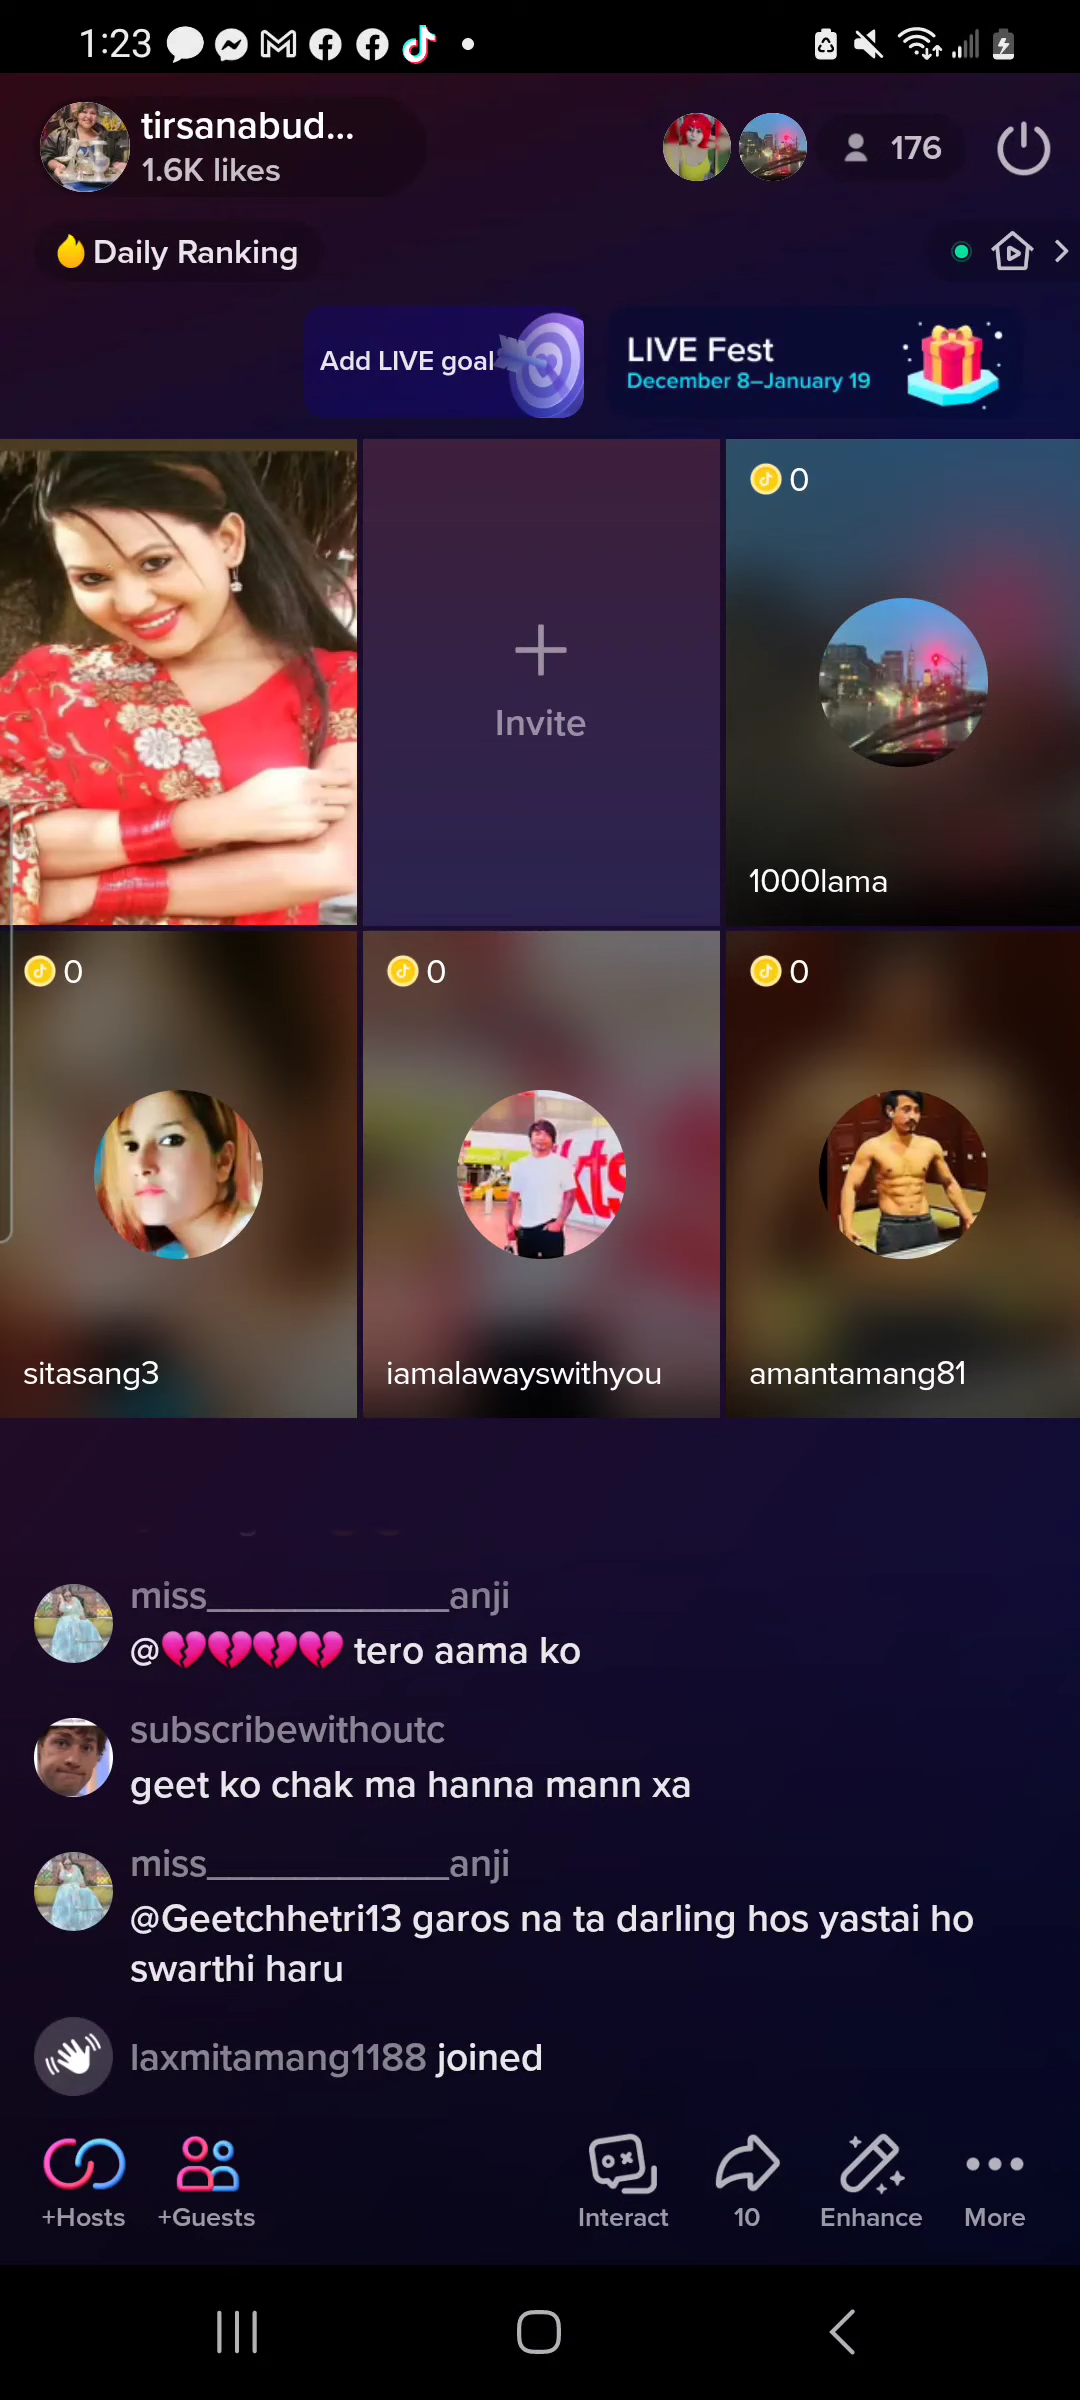 1:23
tirsanabud...
1.6K likes
176
Daily Ranking
Add LIVE goal
LIVE Fest
December 8–January 19
0
Invite
1000lama
0
0
0
sitasang3
iamalawayswithyou
amantamang81
miss___________anji
@💔💔💔💔 tero aama ko
subscribewithoutc
geet ko chak ma hanna mann xa
miss___________anji
@Geetchhetri13 garos na ta darling hos yastai ho
swarthi haru
laxmitamang1188 joined
+Hosts
+Guests
Interact
10
Enhance
More